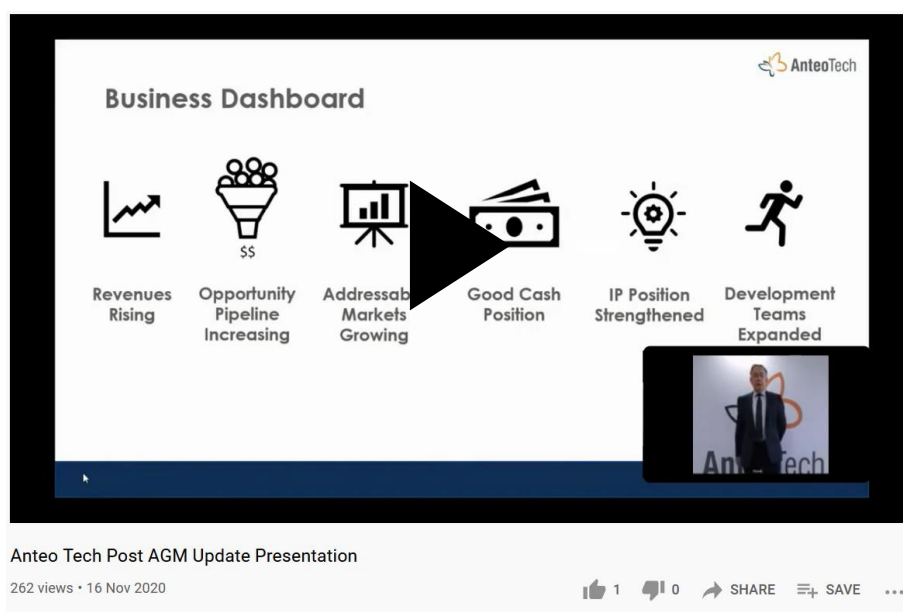 AnteoTech
Business Dashboard
$$
Revenues
Rising
Opportunity
Pipeline
Increasing
Addressab
Markets
Growing
Good Cash
Position
IP Position
Strengthened
Development
Teams
Expanded
Anteo Tech Post AGM Update Presentation
262 views • 16 Nov 2020
1
0
SHARE
SAVE